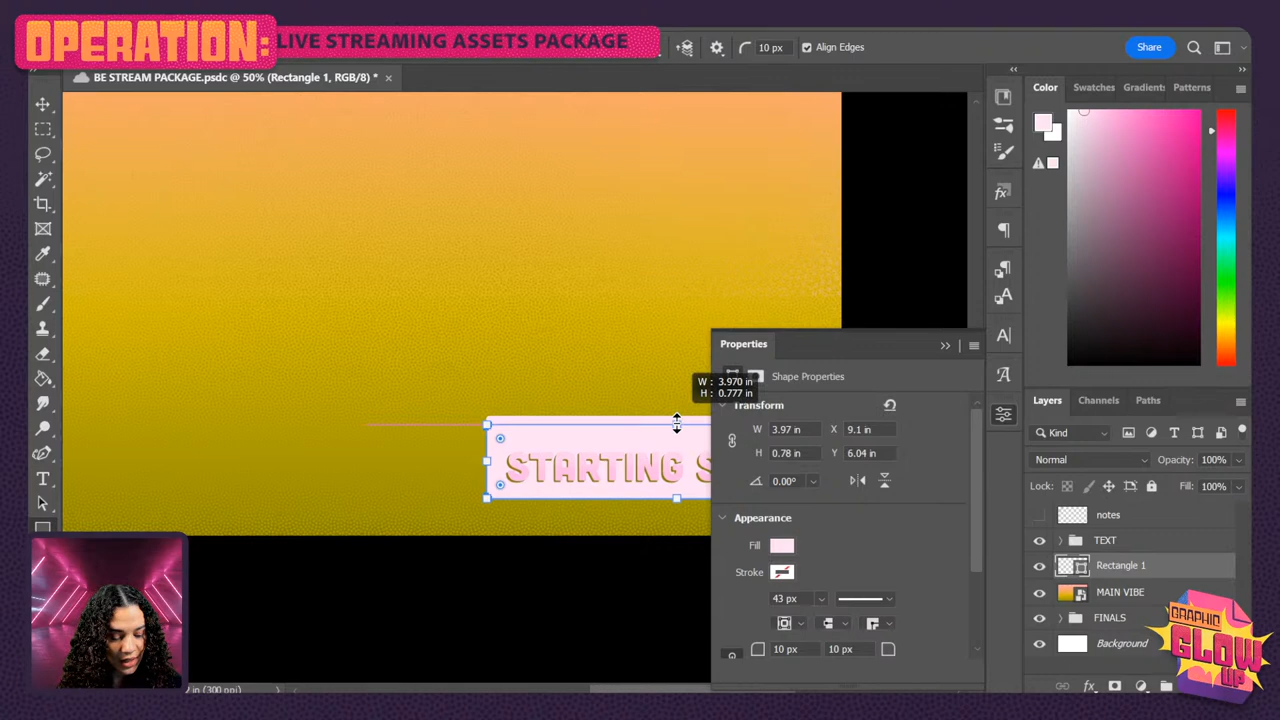 OPERATION:
LIVE STREAMING ASSETS PACKAGE
10 px
Align Edges
Share
BE STREAM PACKAGE.psdc @ 50% (Rectangle 1, RGB/8) *
Color
Swatches
Gradients
Patterns
Properties
W : 3.970 in
H : 0.777 in
Shape Properties
Transform
W 3.97 in X 9.1 in
H 0.78 in Y 6.04 in
0.00°
STARTING S
Appearance
Fill
Stroke
43 px
10 px 10 px
Layers
Channels
Paths
Kind
Normal
Opacity: 100%
Lock:
Fill: 100%
notes
TEXT
Rectangle 1
MAIN VIBE
FINALS
Background
in (300 ppi)
fx
GRAPHIC
GLOW
UP